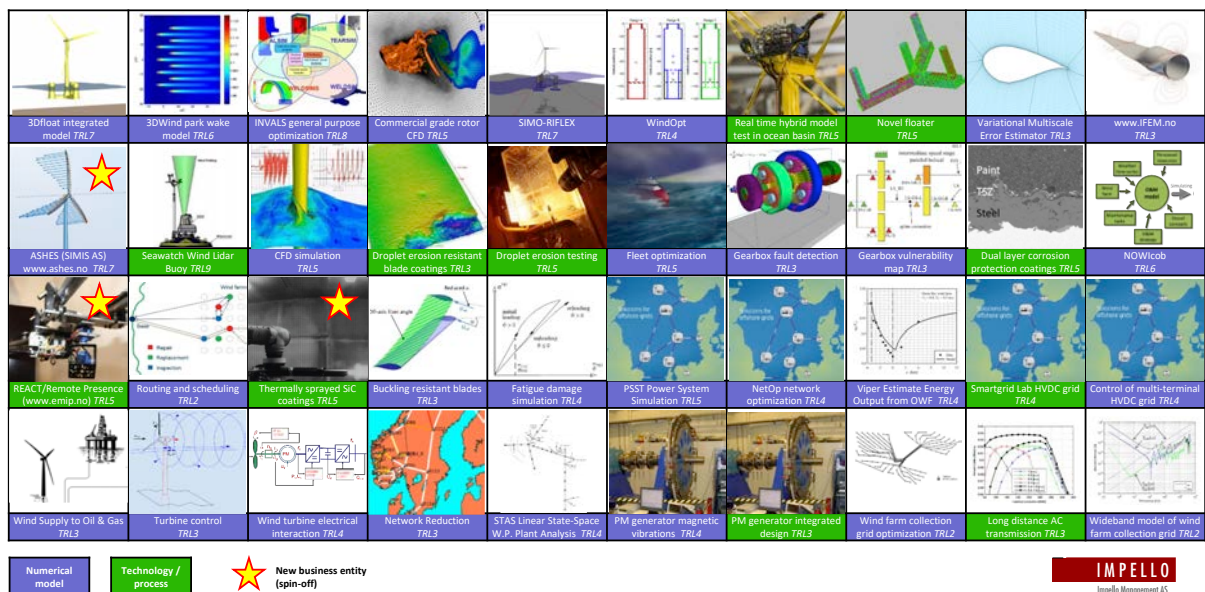 3Dfloat integrated
model TRL7
3DWind park wake
model TRL6
INVALS general purpose
optimization TRL8
Commercial grade rotor
CFD TRL5
SIMO-RIFLEX
TRL7
WindOpt
TRL4
Real time hybrid model
test in ocean basin TRL5
Novel floater
TRL5
Variational Multiscale
Error Estimator TRL3
www.IFEM.no
TRL3
Paint
TSZ
Steel
ASHES (SIMIS AS)
www.ashes.no TRL7
Seawatch Wind Lidar
Buoy TRL9
CFD simulation
TRL5
Droplet erosion resistant
blade coatings TRL3
Droplet erosion testing
TRL5
Fleet optimization
TRL5
Gearbox fault detection
TRL3
Gearbox vulnerability
map TRL3
Dual layer corrosion
protection coatings TRL5
NOWIcob
TRL6
REACT/Remote Presence
(www.emip.no) TRL5
Routing and scheduling
TRL2
Thermally sprayed SiC
coatings TRL5
Buckling resistant blades
TRL3
Fatigue damage
simulation TRL4
PSST Power System
Simulation TRL5
NetOp network
optimization TRL4
Viper Estimate Energy
Output from OWF TRL4
Smartgrid Lab HVDC grid
TRL4
Control of multi-terminal
HVDC grid TRL4
Wind Supply to Oil & Gas
TRL3
Turbine control
TRL3
Wind turbine electrical
interaction TRL4
Network Reduction
TRL3
STAS Linear State-Space
W.P. Plant Analysis TRL4
PM generator magnetic
vibrations TRL4
PM generator integrated
design TRL3
Wind farm collection
grid optimization TRL2
Long distance AC
transmission TRL3
Wideband model of wind
farm collection grid TRL2
Numerical
model
Technology /
process
New business entity
(spin-off)
IMPELLO
Impello Management AS